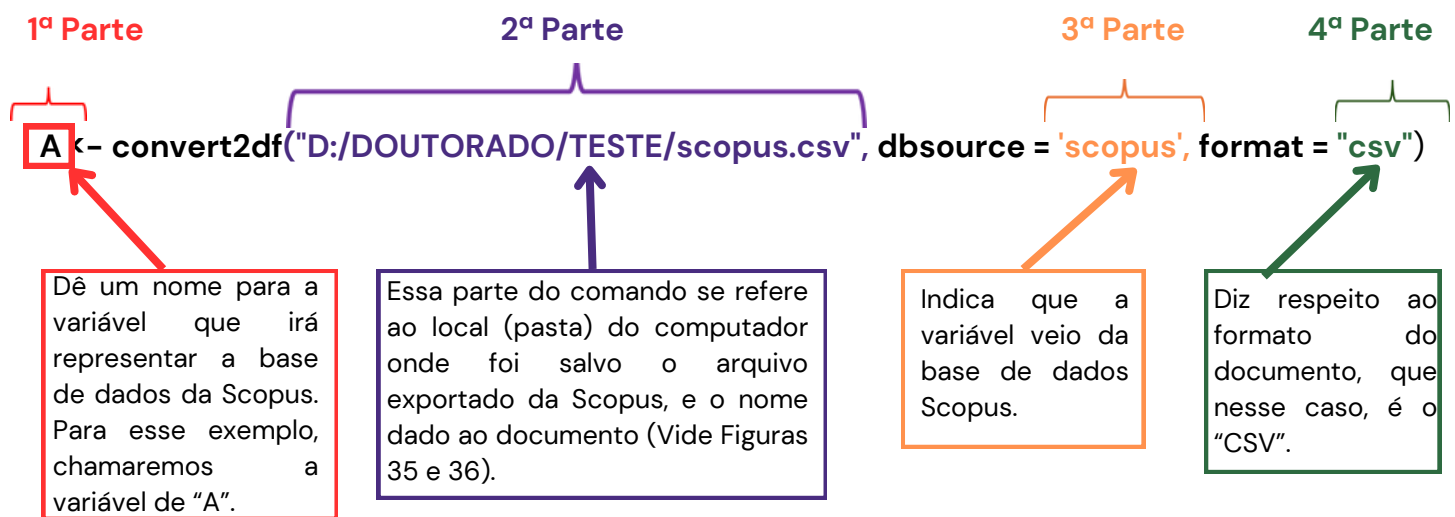 1ª Parte
2ª Parte
3ª Parte
4ª Parte
A <- convert2df("D:/DOUTORADO/TESTE/scopus.csv", dbsource = 'scopus', format = "csv")
Dê um nome para a
variável que irá
representar a base
de dados da Scopus.
Para esse exemplo,
chamaremos a
variável de “A”.
Essa parte do comando se refere
ao local (pasta) do computador
onde foi salvo o arquivo
exportado da Scopus, e o nome
dado ao documento (Vide Figuras
35 e 36).
Indica que a
variável veio da
base de dados
Scopus.
Diz respeito ao
formato do
documento, que
nesse caso, é o
“CSV”.